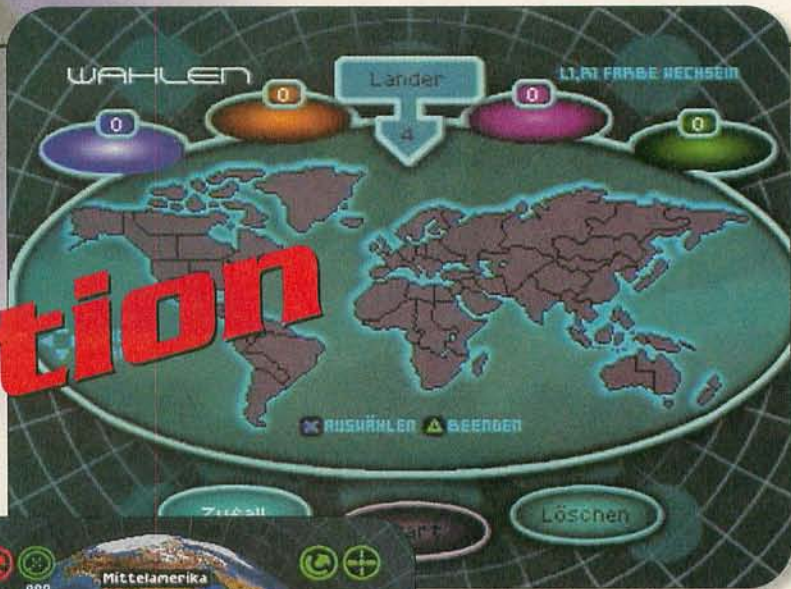 WAHLEN
Lander
L1,R1 FARBE WECHSELN
0
0
0
0
4
tion
AUSWÄHLEN
BEENDEN
Löschen
Mittelamerika